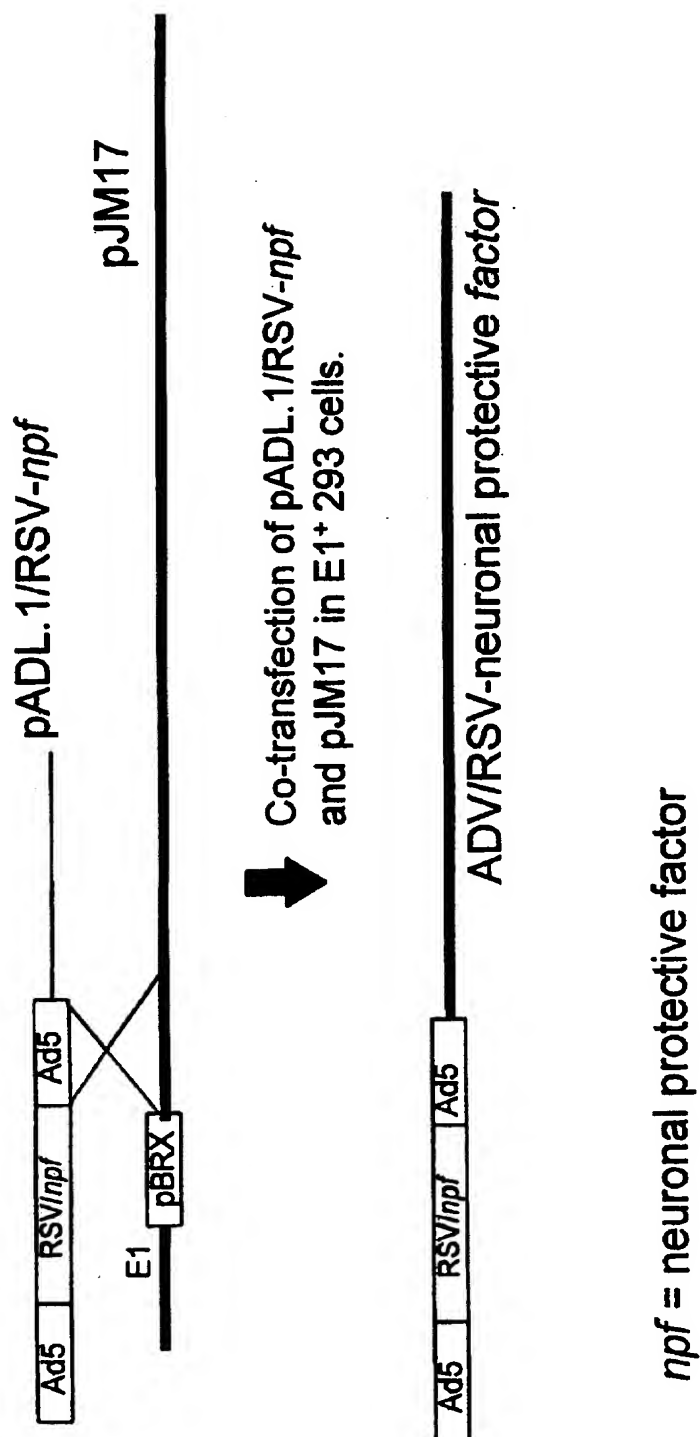 pADL.1/RSV-npf
Ad5
RSV/npf
Ad5
pJM17
E1
pBRX
Co-transfection of pADL.1/RSV-npf
and pJM17 in E1+ 293 cells.
Ad5
RSV/npf
Ad5
ADV/RSV-neuronal protective factor
npf = neuronal protective factor